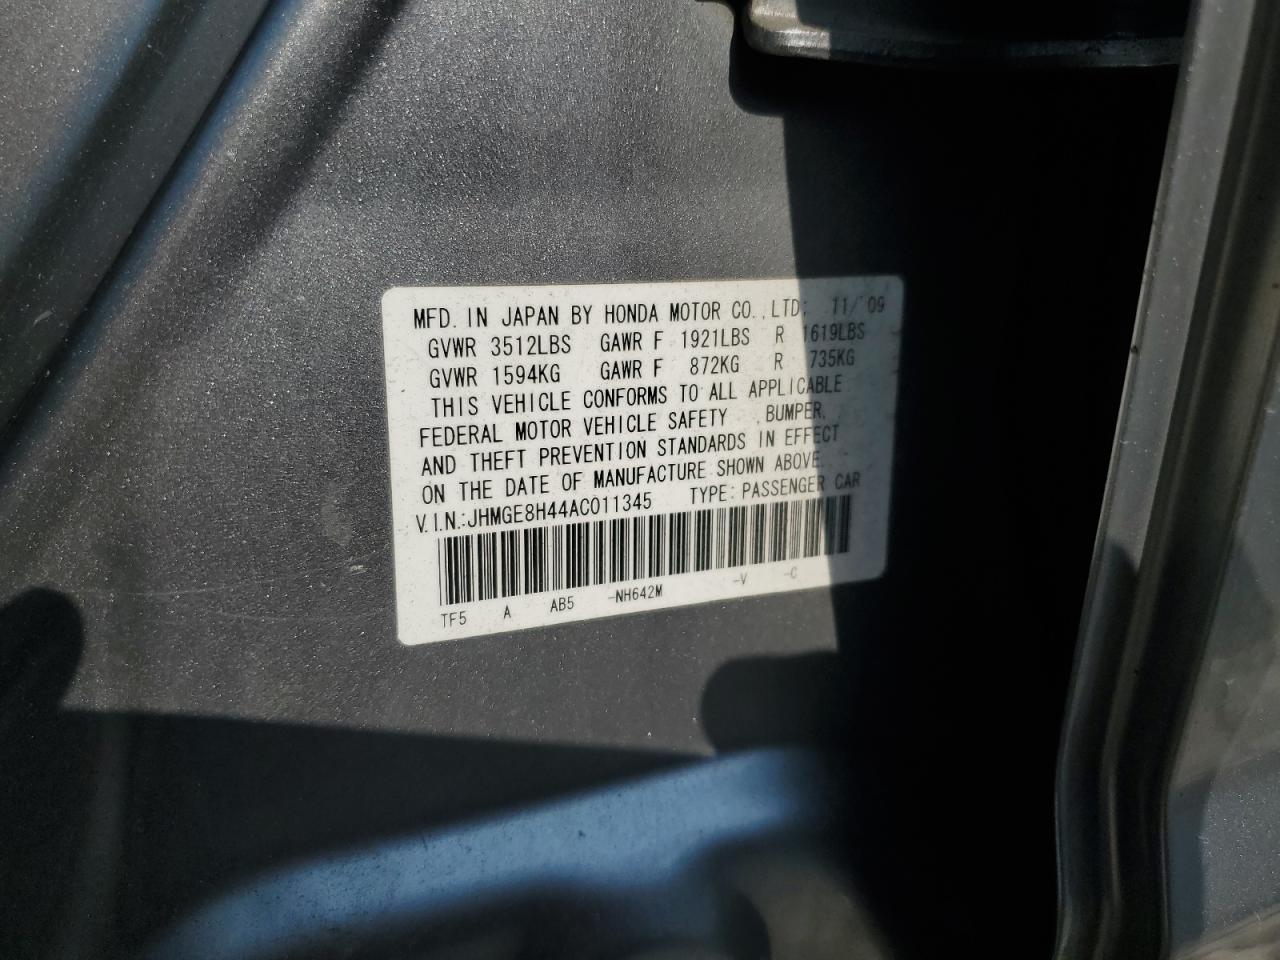 MFD. IN JAPAN BY HONDA MOTOR CO.,LTD. 11/'09
GVWR 3512LBS GAWR F 1921LBS R 1619LBS
GVWR 1594KG GAWR F 872KG R 735KG
THIS VEHICLE CONFORMS TO ALL APPLICABLE
FEDERAL MOTOR VEHICLE SAFETY ,BUMPER,
AND THEFT PREVENTION STANDARDS IN EFFECT
ON THE DATE OF MANUFACTURE SHOWN ABOVE.
V.I.N.:JHMGE8H44AC011345 TYPE:PASSENGER CAR
TF5 A AB5 -NH642M -V -C